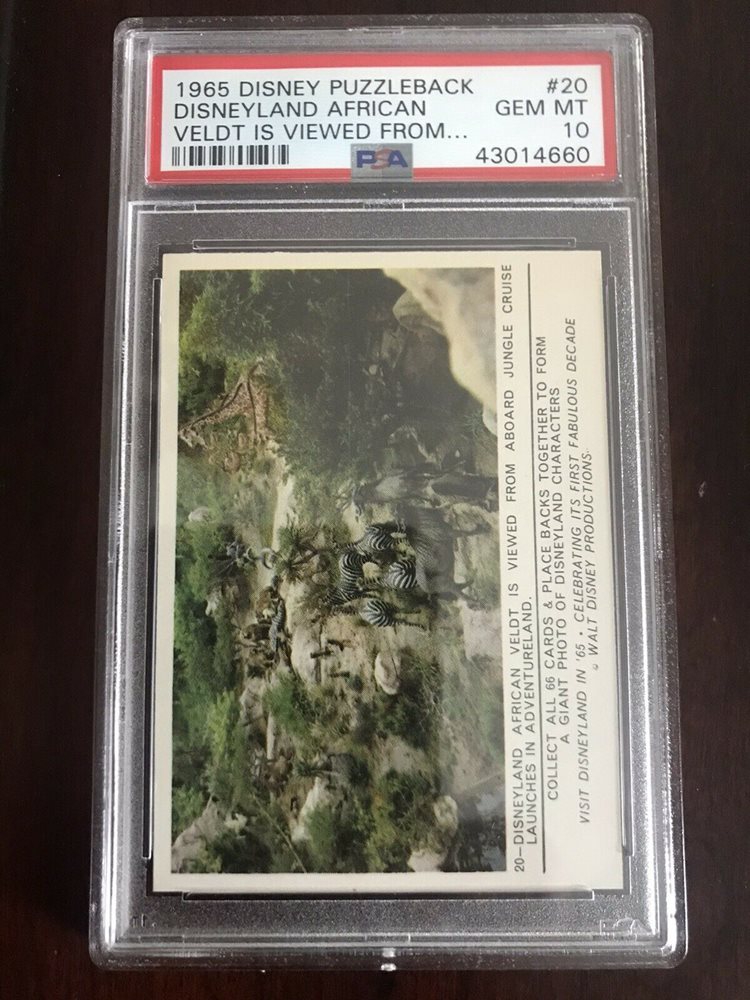 1965 DISNEY PUZZLEBACK #20
DISNEYLAND AFRICAN GEM MT
VELDT IS VIEWED FROM... 10
PSA 43014660
20—DISNEYLAND AFRICAN VELDT IS VIEWED FROM ABOARD JUNGLE CRUISE
LAUNCHES IN ADVENTURELAND.
COLLECT ALL 66 CARDS & PLACE BACKS TOGETHER TO FORM
A GIANT PHOTO OF DISNEYLAND CHARACTERS
VISIT DISNEYLAND IN '65 • CELEBRATING ITS FIRST FABULOUS DECADE
© WALT DISNEY PRODUCTIONS.